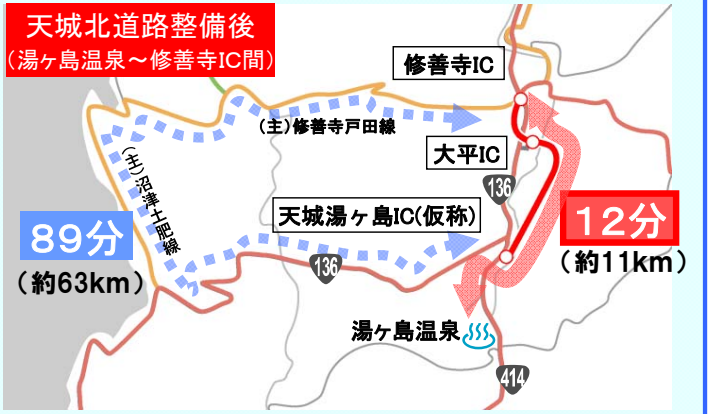 天城北道路整備後
(湯ヶ島温泉～修善寺IC間)
修善寺IC
(主)修善寺戸田線
大平IC
(主)沼津土肥線
136
天城湯ヶ島IC(仮称)
89分
(約63km)
12分
(約11km)
136
湯ヶ島温泉
414